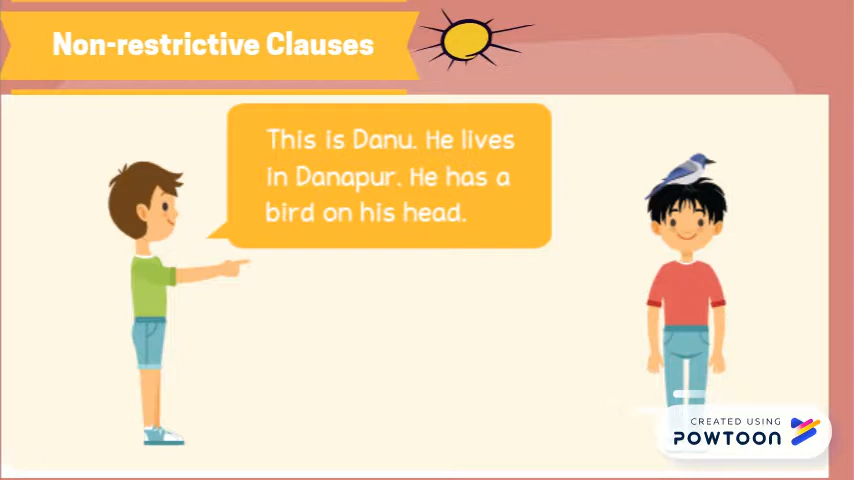 Non-restrictive Clauses
This is Danu. He lives
in Danapur. He has a
bird on his head.
CREATED USING
POWTOON